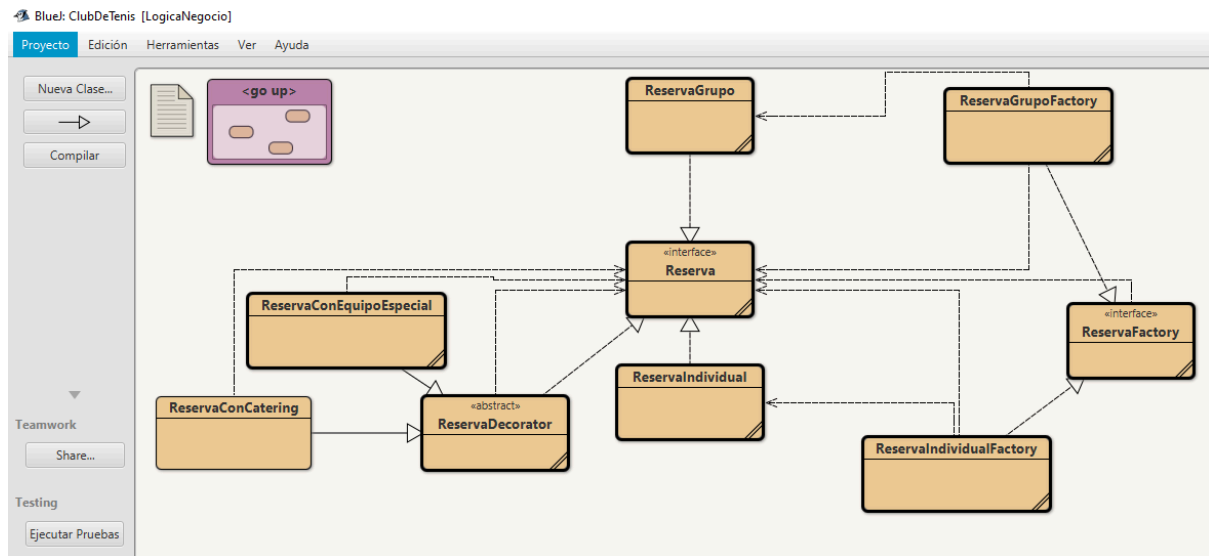 BlueJ: ClubDeTenis [LogicaNegocio]
Proyecto Edición Herramientas Ver Ayuda
Nueva Clase...
Compilar
<go up>
ReservaGrupo
ReservaGrupoFactory
«interface»
Reserva
ReservaConEquipoEspecial
«interface»
ReservaFactory
ReservaIndividual
ReservaConCatering
«abstract»
ReservaDecorator
ReservaIndividualFactory
Teamwork
Share...
Testing
Ejecutar Pruebas